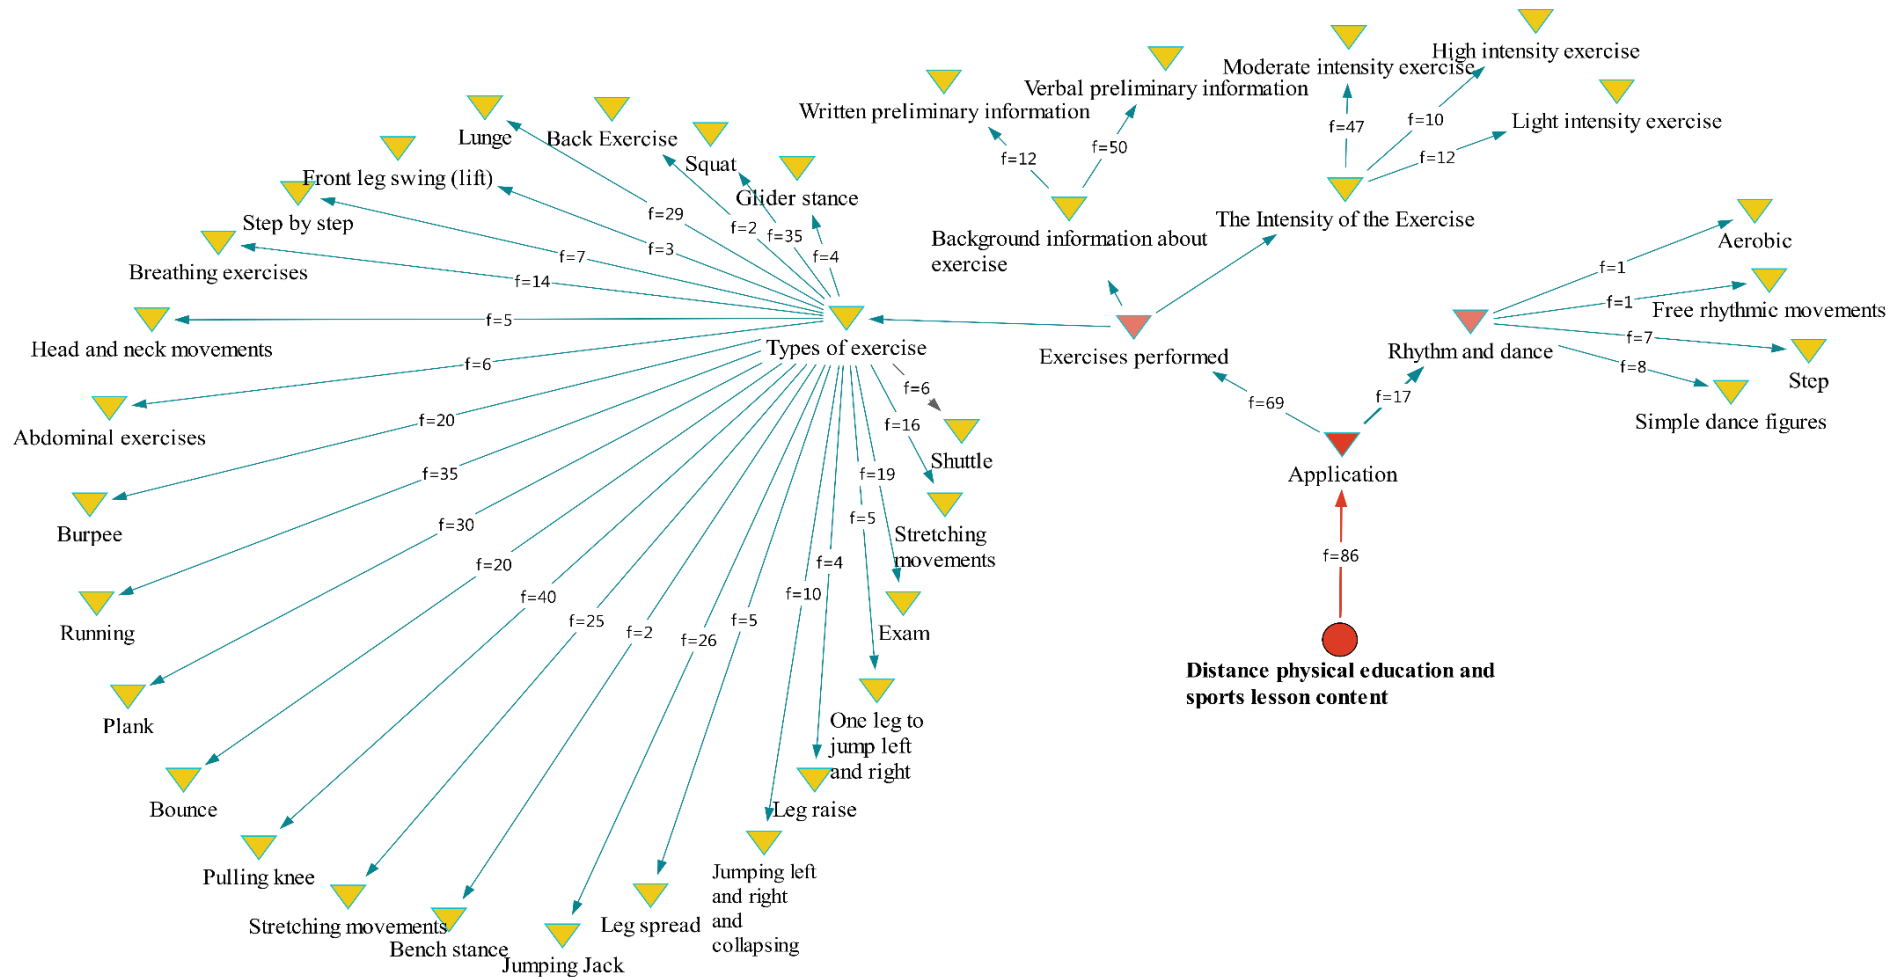 High intensity exercise
Moderate intensity exercise
Verbal preliminary information
Written preliminary information
Light intensity exercise
f=47
f=10
f=12
f=12
f=50
Lunge
Back Exercise
Squat
Glider stance
Front leg swing (lift)
Step by step
Breathing exercises
Head and neck movements
Abdominal exercises
Burpee
Running
Plank
Bounce
Pulling knee
Stretching movements
Bench stance
Jumping Jack
Leg spread
Jumping left
and right
and
collapsing
Leg raise
One leg to
jump left
and right
Exam
Stretching
movements
Shuttle
f=29
f=2
f=35
f=4
f=3
f=7
f=14
f=5
f=6
f=20
f=35
f=30
f=20
f=40
f=25
f=2
f=26
f=5
f=10
f=4
f=5
f=19
f=16
f=6
Types of exercise
Background information about
exercise
The Intensity of the Exercise
Exercises performed
Rhythm and dance
Aerobic
Free rhythmic movements
Step
Simple dance figures
f=1
f=1
f=7
f=8
f=69
f=17
Application
f=86
Distance physical education and
sports lesson content